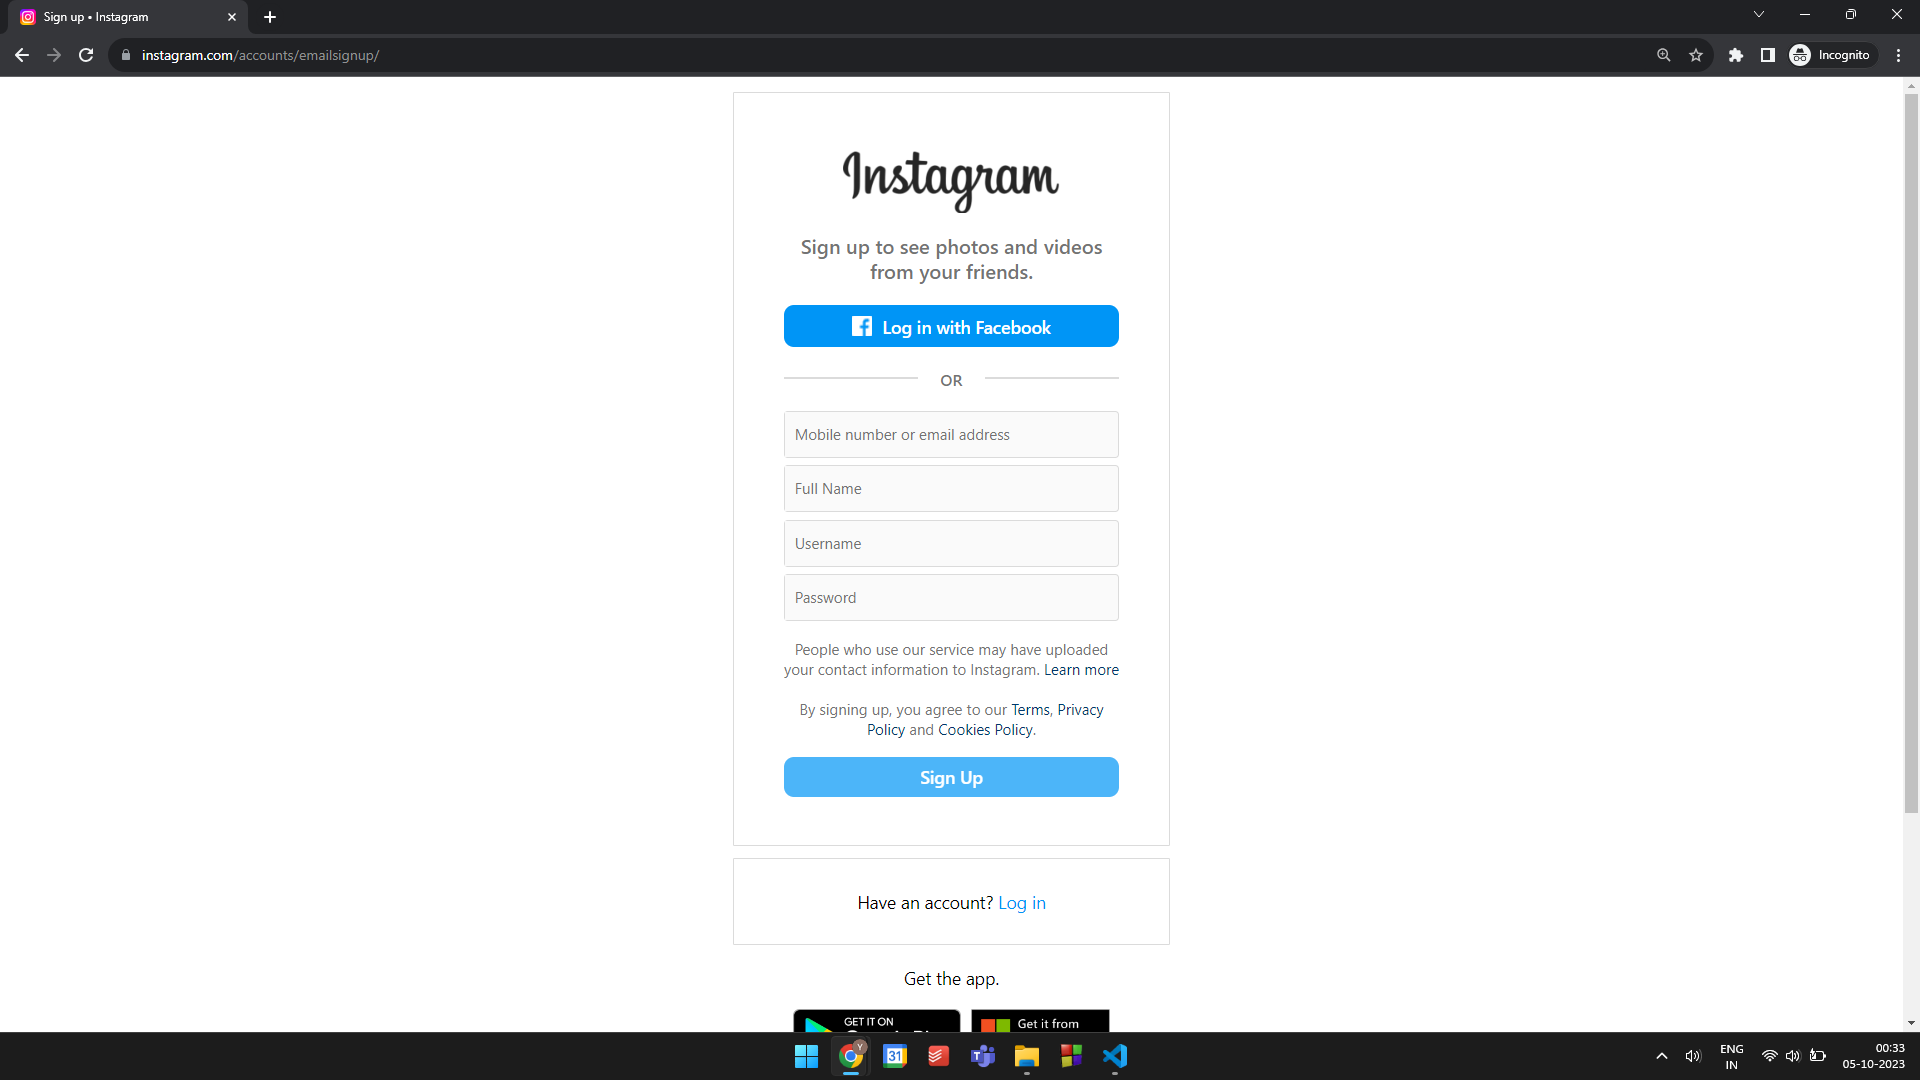 Sign up • Instagram
instagram.com/accounts/emailsignup/
Incognito
Instagram
Sign up to see photos and videos
from your friends.
Log in with Facebook
OR
Mobile number or email address
Full Name
Username
Password
People who use our service may have uploaded
your contact information to Instagram. Learn more
By signing up, you agree to our Terms, Privacy
Policy and Cookies Policy.
Sign Up
Have an account? Log in
Get the app.
GET IT ON
Get it from
Y
31
ENG
IN
00:33
05-10-2023